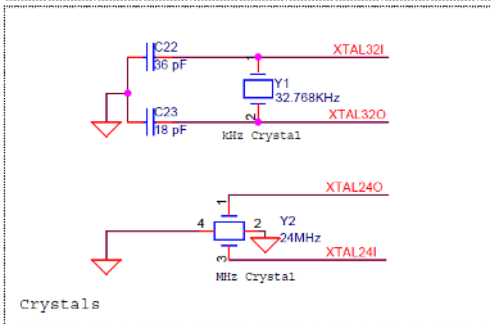 C22
36 pF
XTAL32I
1
Y1
32.768KHz
C23
18 pF
2
XTAL32O
kHz Crystal
XTAL24O
1
4
2
Y2
24MHz
3
XTAL24I
MHz Crystal
Crystals